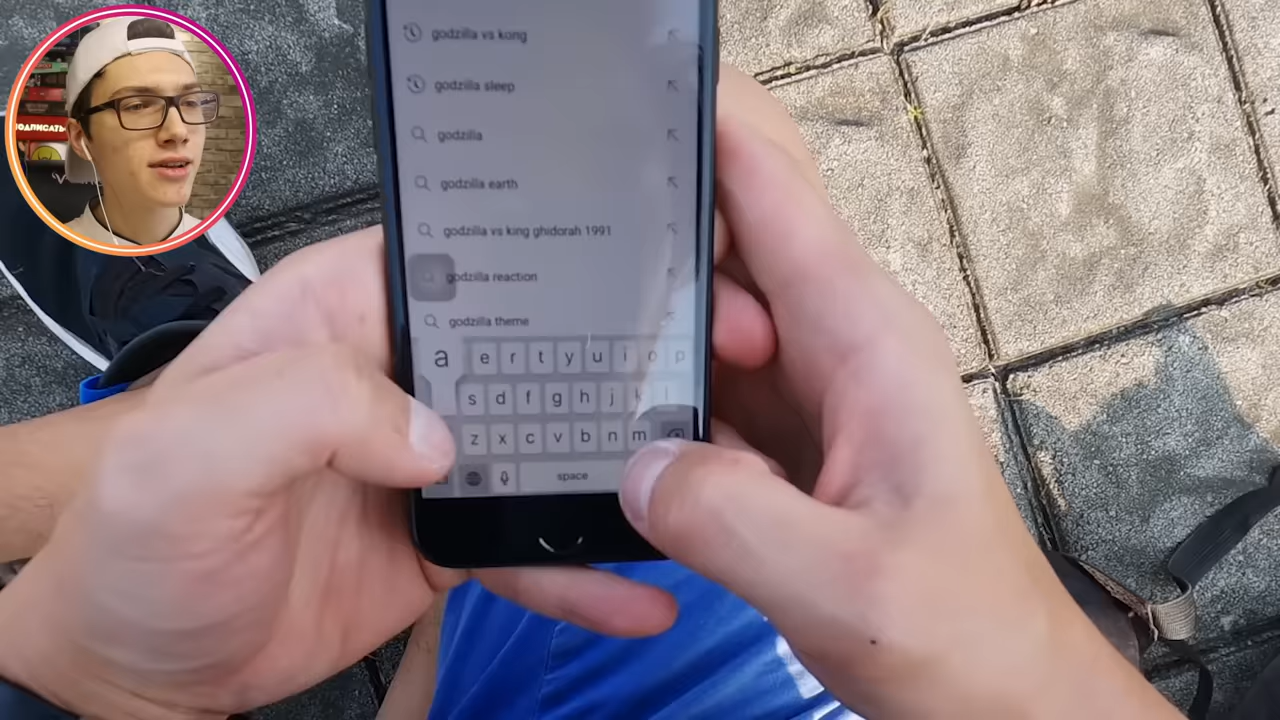 ПОДПИСАТЬ
godzilla vs kong
godzilla sleep
godzilla
godzilla earth
godzilla vs king ghidorah 1991
godzilla reaction
godzilla theme
a e r t y u i o p
s d f g h j k l
z x c v b n m
space